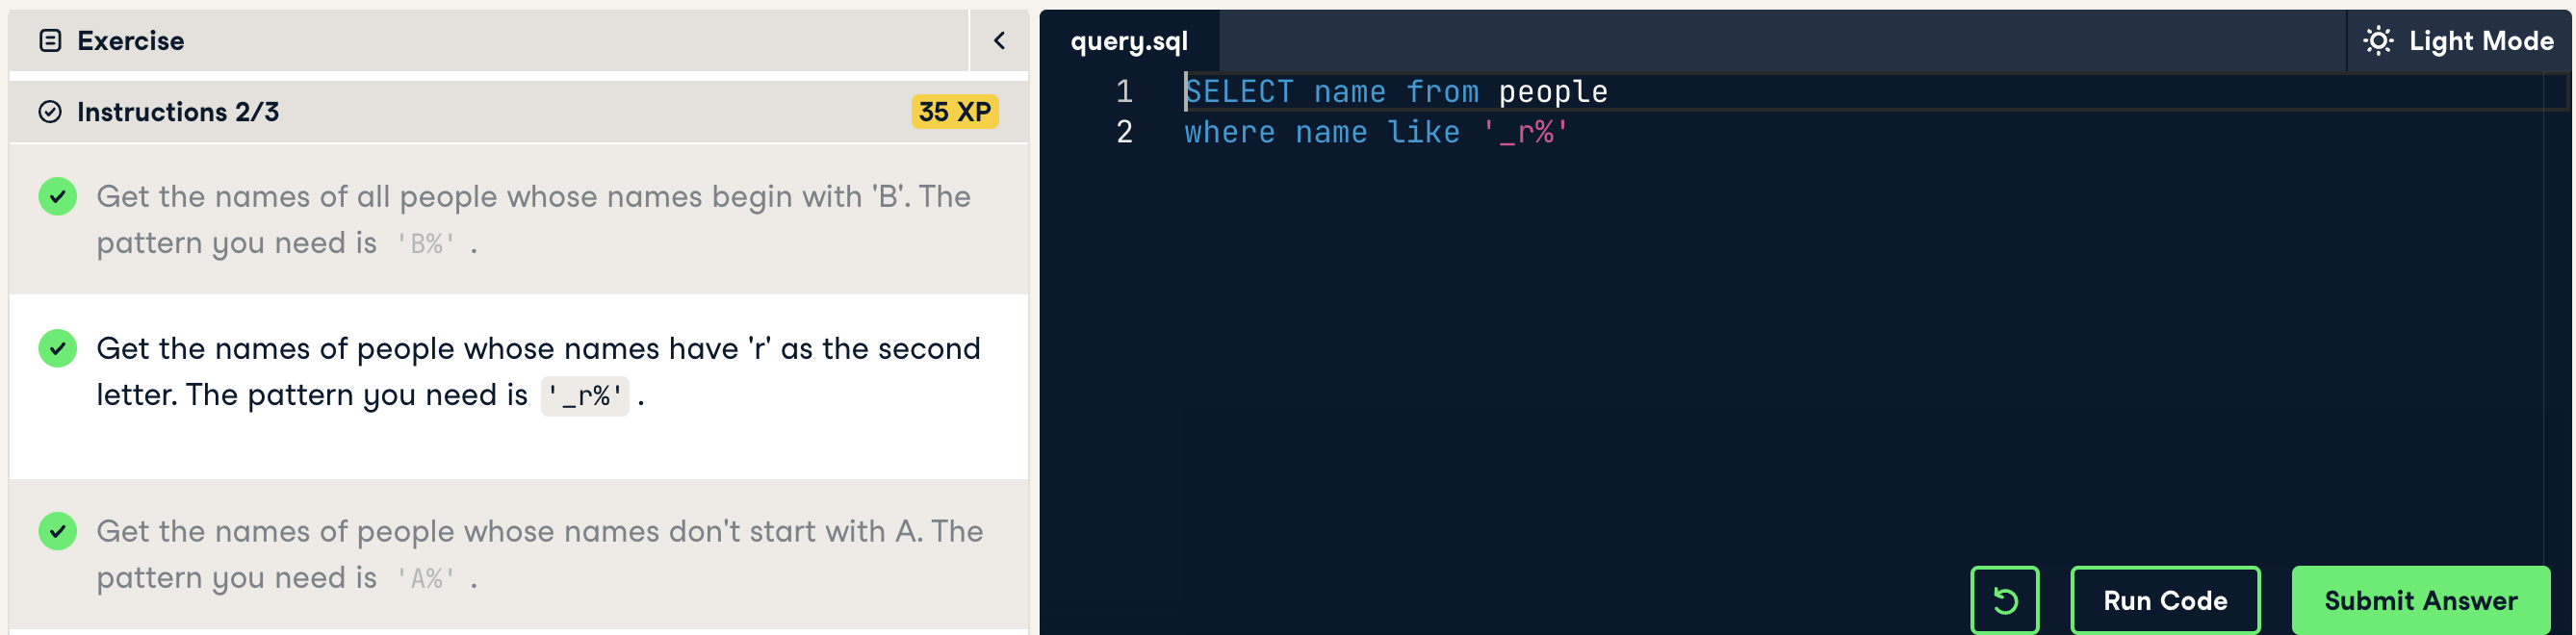 Exercise
Instructions 2/3
35 XP
Get the names of all people whose names begin with 'B'. The
pattern you need is 'B%' .
Get the names of people whose names have 'r' as the second
letter. The pattern you need is '_r%' .
Get the names of people whose names don't start with A. The
pattern you need is 'A%' .
query.sql
Light Mode
1 SELECT name from people
2 where name like '_r%'
Run Code
Submit Answer